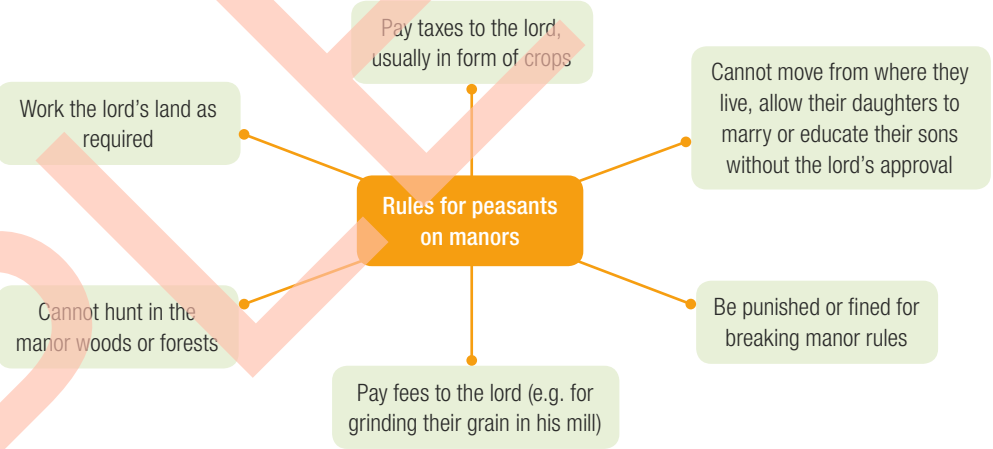 Pay taxes to the lord,
usually in form of crops
Work the lord's land as
required
Cannot move from where they
live, allow their daughters to
marry or educate their sons
without the lord's approval
Rules for peasants
on manors
Cannot hunt in the
manor woods or forests
Be punished or fined for
breaking manor rules
Pay fees to the lord (e.g. for
grinding their grain in his mill)